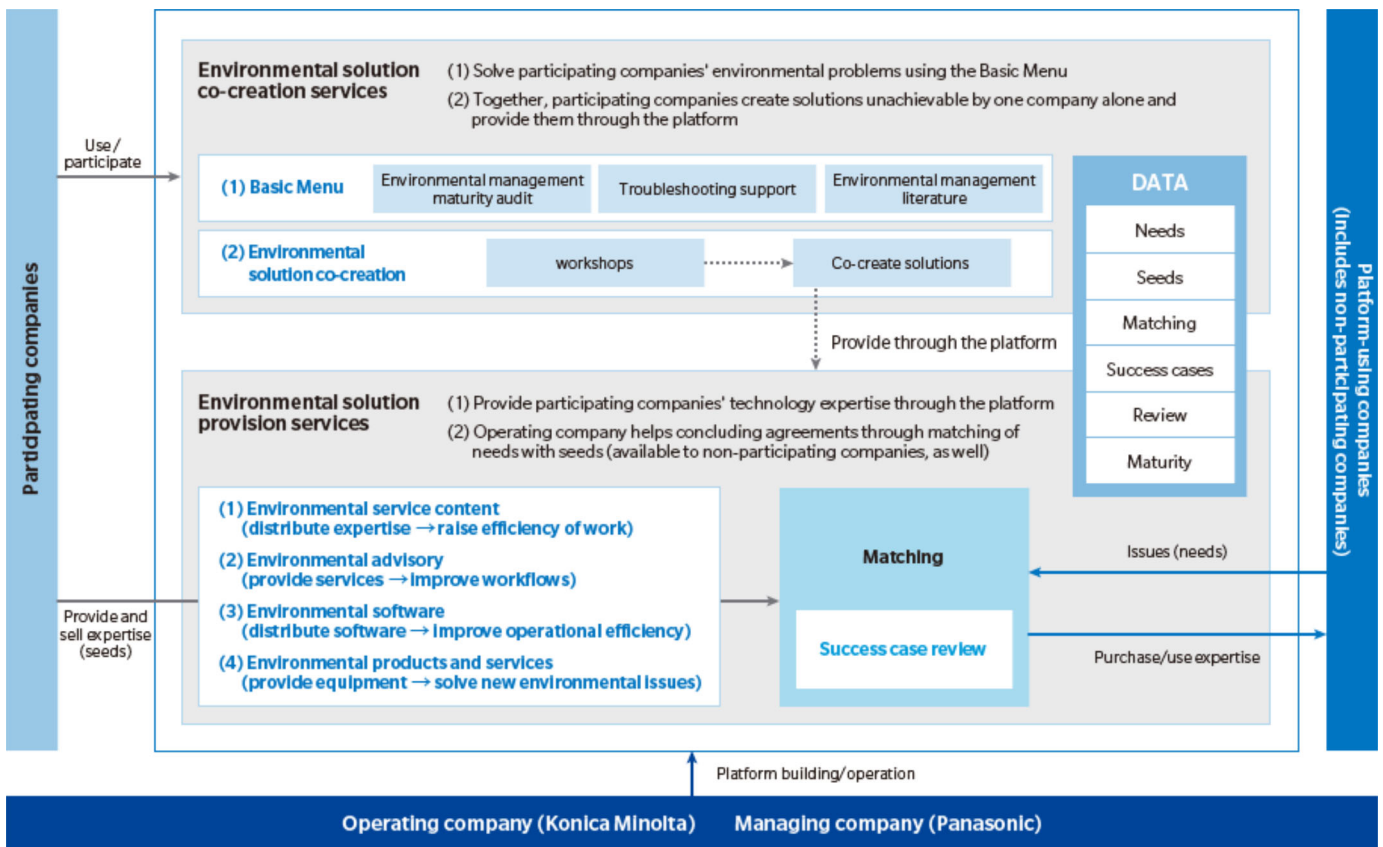 Participating companies
Use/
participate
Provide and
sell expertise
(seeds)
Environmental solution
co-creation services
(1) Solve participating companies' environmental problems using the Basic Menu
(2) Together, participating companies create solutions unachievable by one company alone and
provide them through the platform
(1) Basic Menu
Environmental management
maturity audit
Troubleshooting support
Environmental management
literature
(2) Environmental
solution co-creation
workshops
Co-create solutions
Provide through the platform
DATA
Needs
Seeds
Matching
Success cases
Review
Maturity
Environmental solution
provision services
(1) Provide participating companies' technology expertise through the platform
(2) Operating company helps concluding agreements through matching of
needs with seeds (available to non-participating companies, as well)
(1) Environmental service content
(distribute expertise → raise efficiency of work)
(2) Environmental advisory
(provide services → improve workflows)
(3) Environmental software
(distribute software → improve operational efficiency)
(4) Environmental products and services
(provide equipment → solve new environmental issues)
Matching
Success case review
Issues (needs)
Purchase/use expertise
Platform-using companies
(Includes non-participating companies)
Platform building/operation
Operating company (Konica Minolta) Managing company (Panasonic)